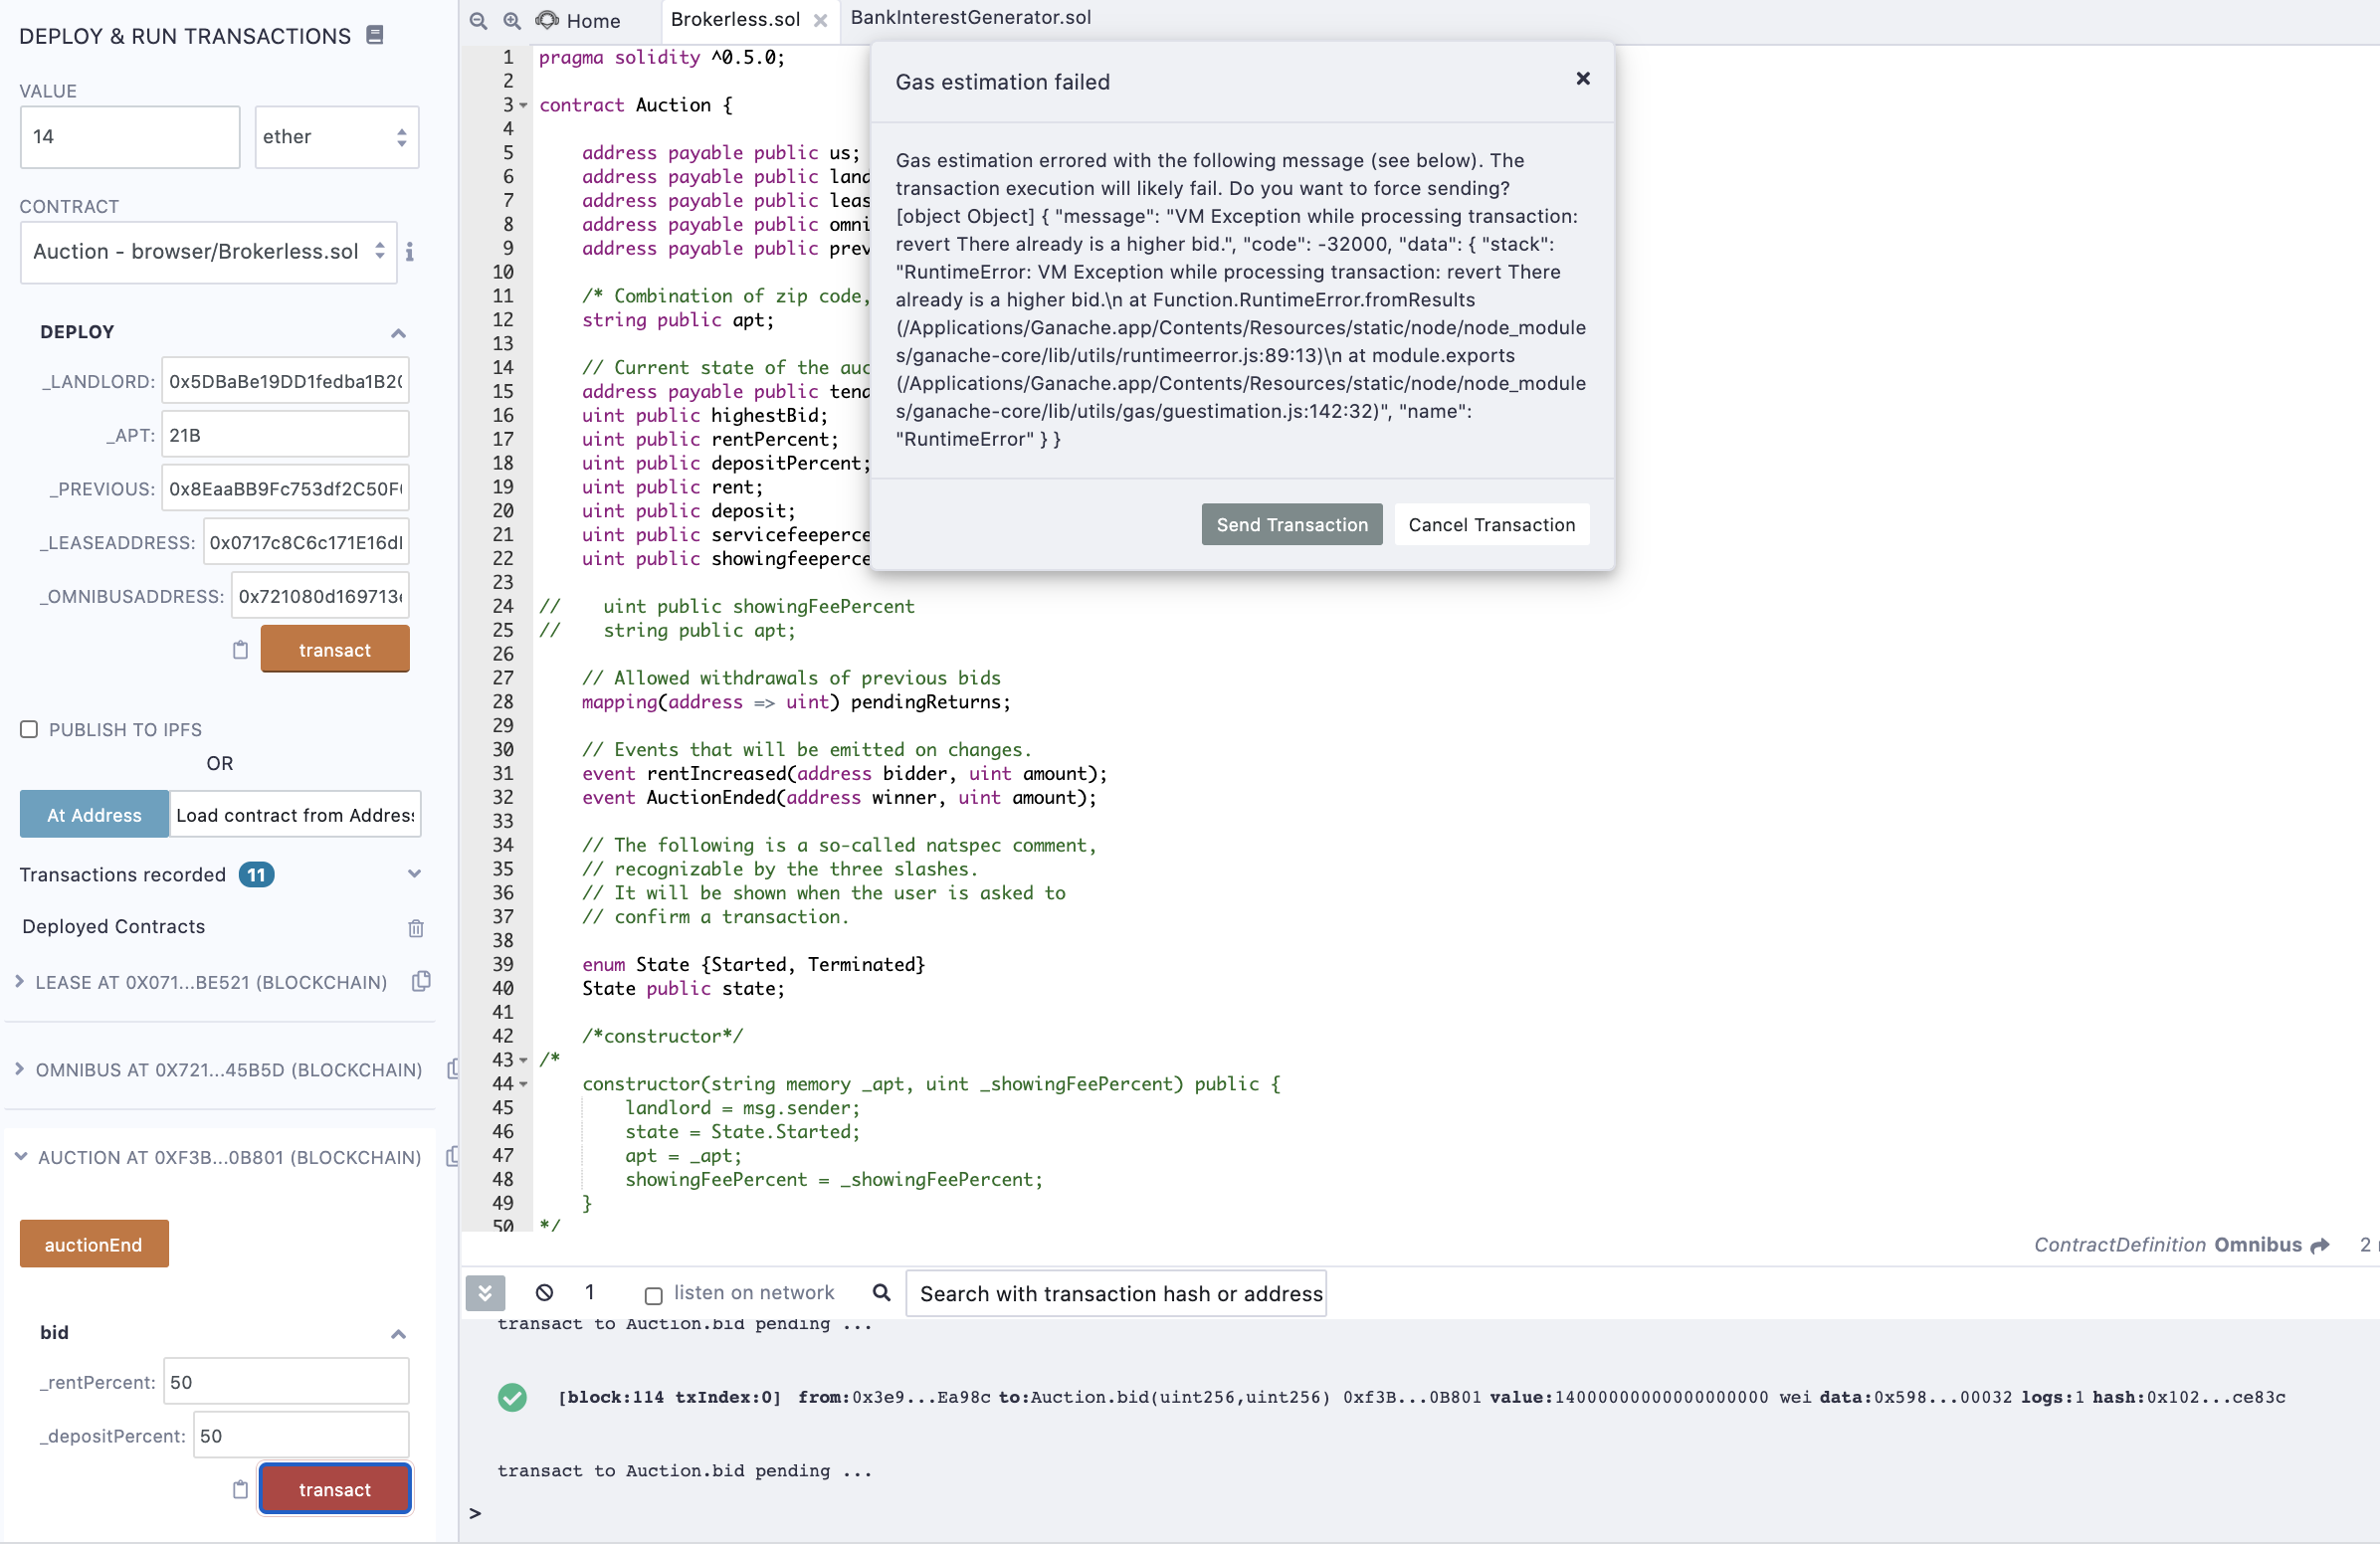 DEPLOY & RUN TRANSACTIONS
VALUE
14
ether
CONTRACT
Auction - browser/Brokerless.sol
i
DEPLOY
_LANDLORD: 0x5DBaBe19DD1fedba1B2
_APT: 21B
_PREVIOUS: 0x8EaaBB9Fc753df2C50F
_LEASEADDRESS: 0x0717c8C6c171E16d
_OMNIBUSADDRESS: 0x721080d169713
transact
PUBLISH TO IPFS
OR
At Address
Load contract from Address
Transactions recorded 11
Deployed Contracts
LEASE AT 0X071...BE521 (BLOCKCHAIN)
OMNIBUS AT 0X721...45B5D (BLOCKCHAIN)
AUCTION AT 0XF3B...0B801 (BLOCKCHAIN)
auctionEnd
bid
_rentPercent: 50
_depositPercent: 50
transact
Home
Brokerless.sol
BankInterestGenerator.sol
1 pragma solidity ^0.5.0;
2
3 contract Auction {
4
5 address payable public us;
6 address payable public land
7 address payable public leas
8 address payable public omni
9 address payable public prev
10
11 /* Combination of zip code,
12 string public apt;
13
14 // Current state of the auc
15 address payable public tena
16 uint public highestBid;
17 uint public rentPercent;
18 uint public depositPercent;
19 uint public rent;
20 uint public deposit;
21 uint public servicefeeperce
22 uint public showingfeeperce
23
24 // uint public showingFeePercent
25 // string public apt;
26
27 // Allowed withdrawals of previous bids
28 mapping(address => uint) pendingReturns;
29
30 // Events that will be emitted on changes.
31 event rentIncreased(address bidder, uint amount);
32 event AuctionEnded(address winner, uint amount);
33
34 // The following is a so-called natspec comment,
35 // recognizable by the three slashes.
36 // It will be shown when the user is asked to
37 // confirm a transaction.
38
39 enum State {Started, Terminated}
40 State public state;
41
42 /*constructor*/
43 /*
44 constructor(string memory _apt, uint _showingFeePercent) public {
45 landlord = msg.sender;
46 state = State.Started;
47 apt = _apt;
48 showingFeePercent = _showingFeePercent;
49 }
50 */
Gas estimation failed
Gas estimation errored with the following message (see below). The
transaction execution will likely fail. Do you want to force sending?
[object Object] { "message": "VM Exception while processing transaction:
revert There already is a higher bid.", "code": -32000, "data": { "stack":
"RuntimeError: VM Exception while processing transaction: revert There
already is a higher bid.\n at Function.RuntimeError.fromResults
(/Applications/Ganache.app/Contents/Resources/static/node/node_module
s/ganache-core/lib/utils/runtimeerror.js:89:13)\n at module.exports
(/Applications/Ganache.app/Contents/Resources/static/node/node_module
s/ganache-core/lib/utils/gas/guestimation.js:142:32)", "name":
"RuntimeError" } }
Send Transaction
Cancel Transaction
ContractDefinition Omnibus 2
1
listen on network
Search with transaction hash or address
transact to Auction.bid pending ...
[block:114 txIndex:0] from:0x3e9...Ea98c to:Auction.bid(uint256,uint256) 0xf3B...0B801 value:14000000000000000000 wei data:0x598...00032 logs:1 hash:0x102...ce83c
transact to Auction.bid pending ...
>